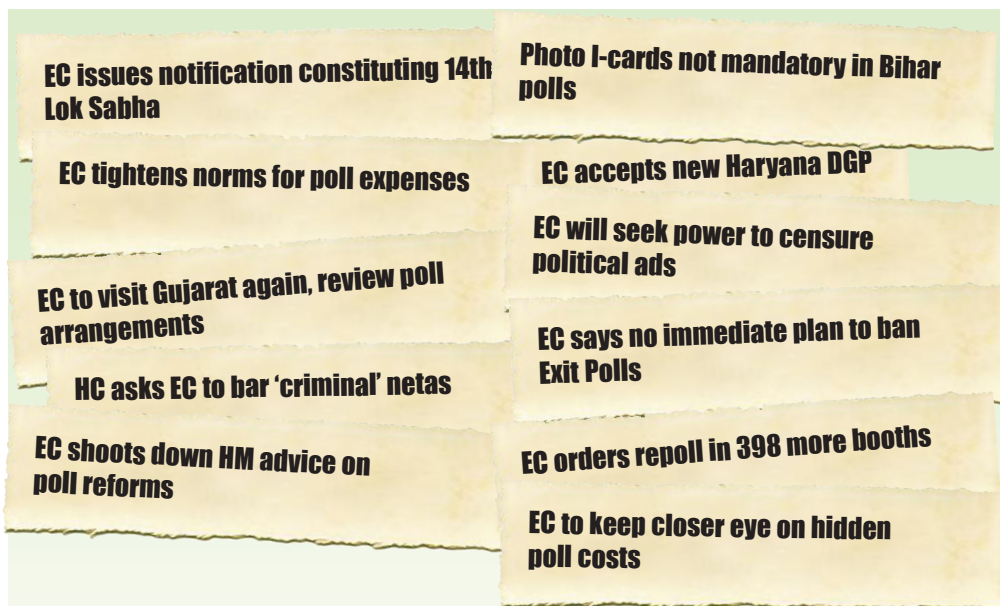 EC issues notification constituting 14th
Lok Sabha
EC tightens norms for poll expenses
EC to visit Gujarat again, review poll
arrangements
HC asks EC to bar ‘criminal’ netas
EC shoots down HM advice on
poll reforms
Photo I-cards not mandatory in Bihar
polls
EC accepts new Haryana DGP
EC will seek power to censure
political ads
EC says no immediate plan to ban
Exit Polls
EC orders repoll in 398 more booths
EC to keep closer eye on hidden
poll costs